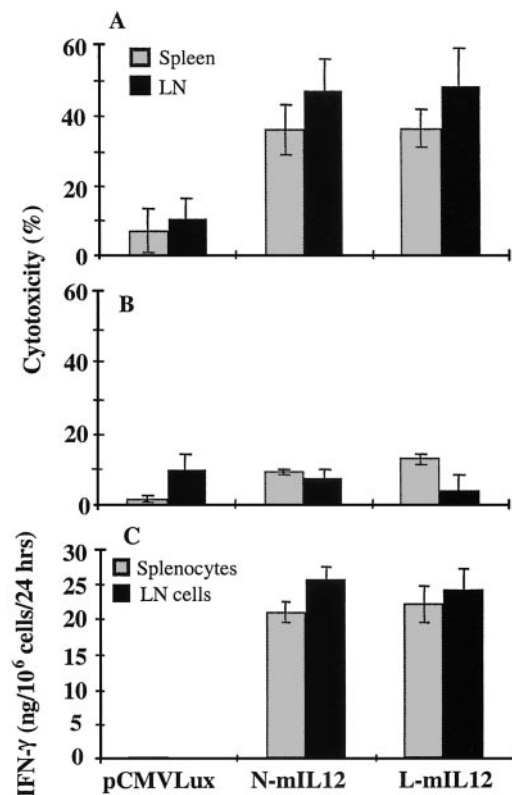 A
60
Spleen
LN
40
20
0
Cytotoxicity (%)
B
60
40
20
10
0
C
30
Splenocytes
25
LN cells
20
15
10
5
0
IFN-γ (ng/10⁶ cells/24 hrs)
pCMVLux N-mIL12 L-mIL12